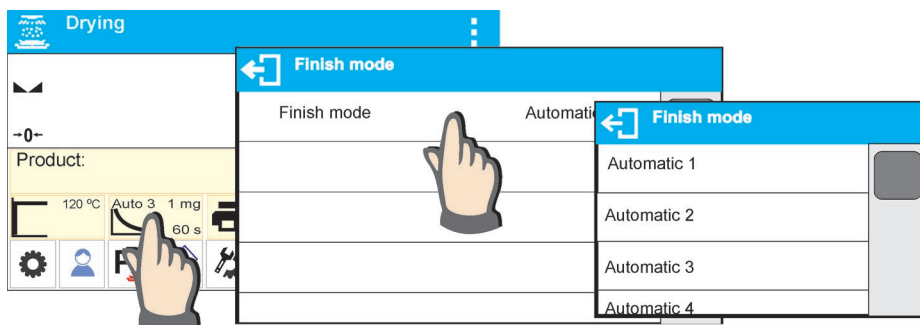 Drying
→0←
Product:
120 ºC
Auto 3 1 mg
60 s
Finish mode
Finish mode
Finish mode
Automatic 1
Automatic 2
Automatic 3
Automatic 4